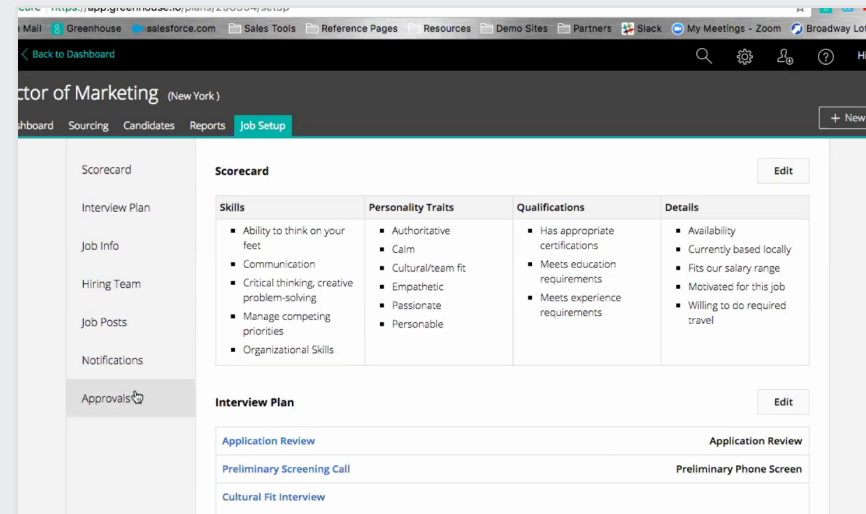 Mail 8 Greenhouse salesforce.com Sales Tools Reference Pages Resources Demo Sites Partners Slack My Meetings - Zoom Broadway Lof
< Back to Dashboard
ctor of Marketing (New York )
shboard Sourcing Candidates Reports Job Setup
+ New
Scorecard
Interview Plan
Job Info
Hiring Team
Job Posts
Notifications
Approvals
Scorecard
Edit
Skills
Ability to think on your
feet
Communication
Critical thinking, creative
problem-solving
Manage competing
priorities
Organizational Skills
Personality Traits
Authoritative
Calm
Cultural/team fit
Empathetic
Passionate
Personable
Qualifications
Has appropriate
certifications
Meets education
requirements
Meets experience
requirements
Details
Availability
Currently based locally
Fits our salary range
Motivated for this job
Willing to do required
travel
Interview Plan
Edit
Application Review Application Review
Preliminary Screening Call Preliminary Phone Screen
Cultural Fit Interview